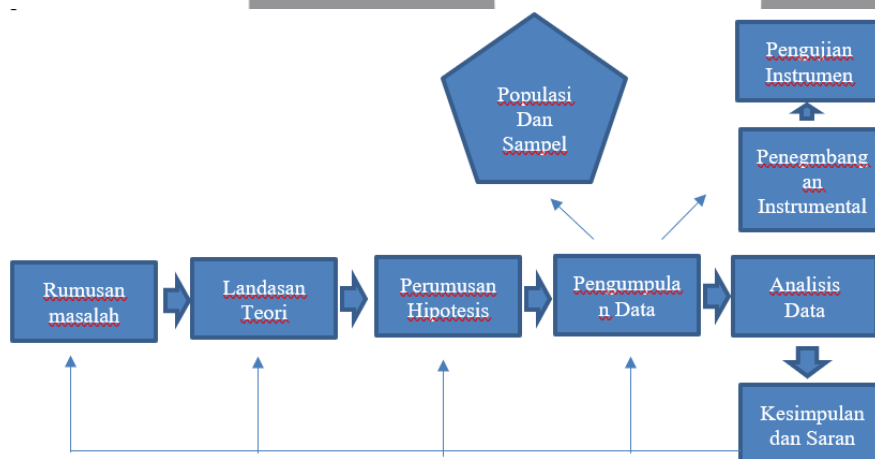 Pengujian
Instrumen
Populasi
Dan
Sampel
Penegmbang
an
Instrumental
Rumusan
masalah
Landasan
Teori
Perumusan
Hipotesis
Pengumpula
n Data
Analisis
Data
Kesimpulan
dan Saran